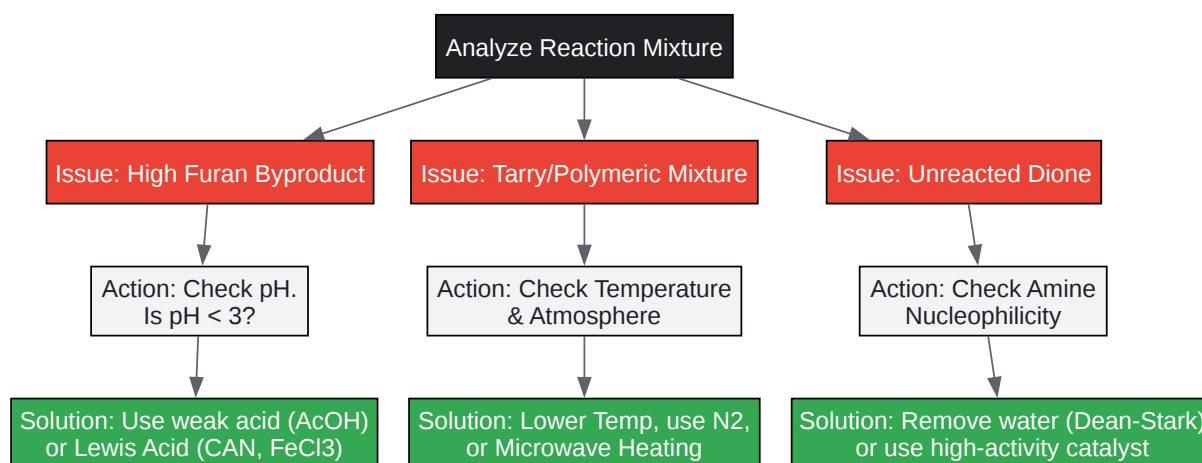 Analyze Reaction Mixture
Issue: High Furan Byproduct
Issue: Tarry/Polymeric Mixture
Issue: Unreacted Dione
Action: Check pH.
Is pH < 3?
Action: Check Temperature
& Atmosphere
Action: Check Amine
Nucleophilicity
Solution: Use weak acid (AcOH)
or Lewis Acid (CAN, FeCl3)
Solution: Lower Temp, use N2,
or Microwave Heating
Solution: Remove water (Dean-Stark)
or use high-activity catalyst